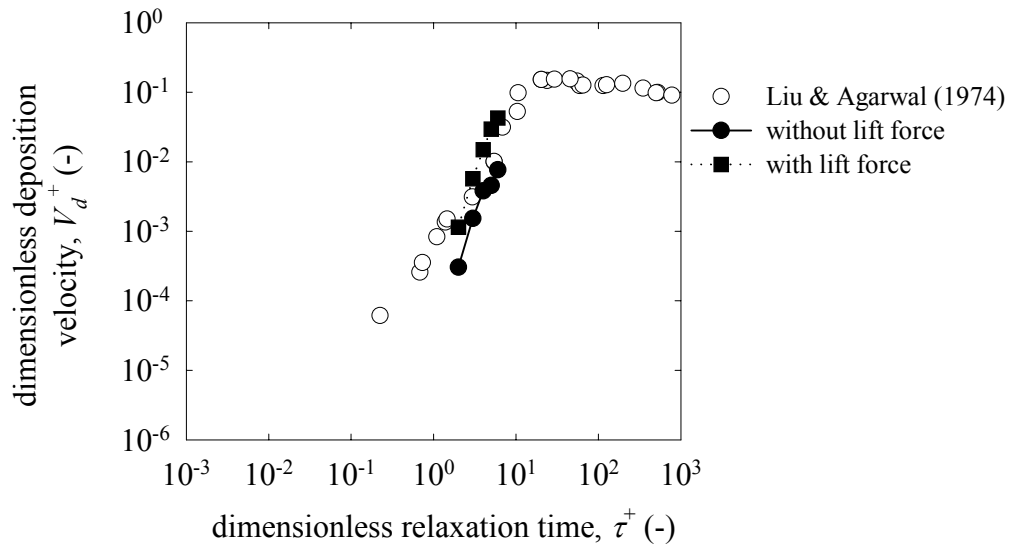 10^0
10^-1
10^-2
10^-3
10^-4
10^-5
10^-6
dimensionless deposition
velocity, V_d^+ (-)
10^-3 10^-2 10^-1 10^0 10^1 10^2 10^3
dimensionless relaxation time, τ^+ (-)
Liu & Agarwal (1974)
without lift force
with lift force